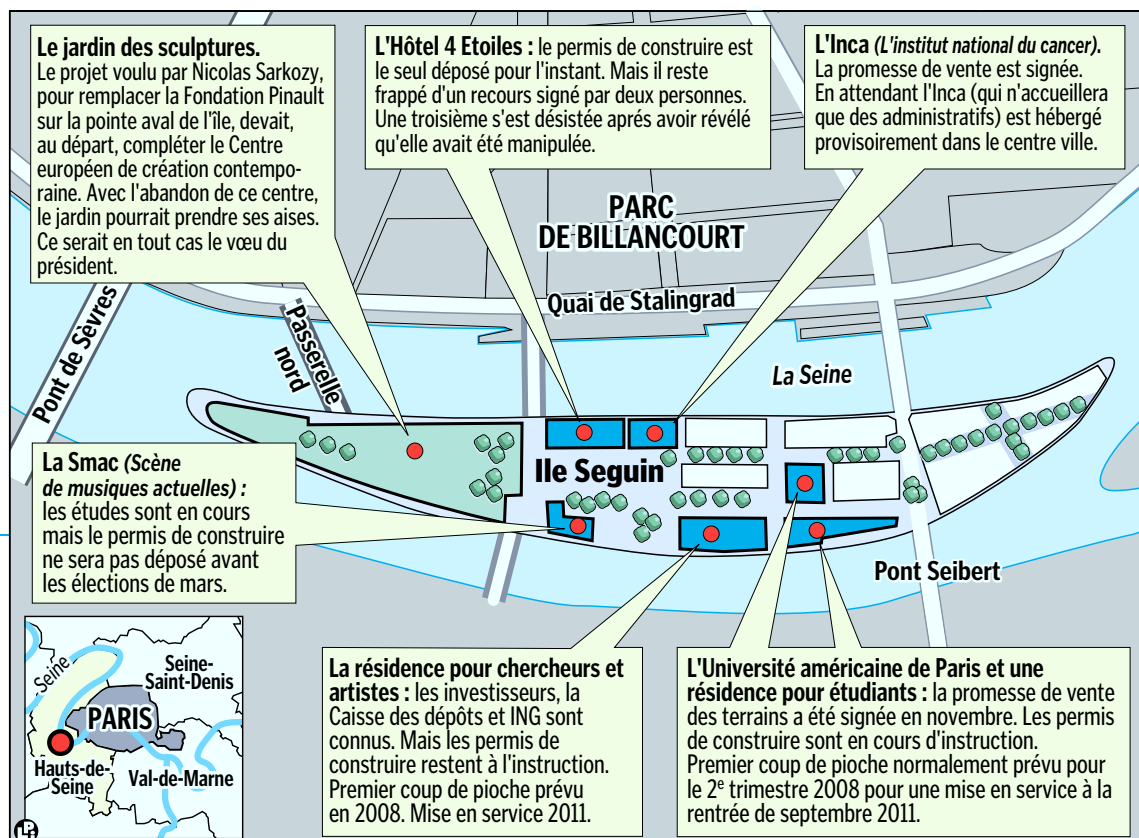 Le jardin des sculptures.
Le projet voulu par Nicolas Sarkozy,
pour remplacer la Fondation Pinault
sur la pointe aval de l'île, devait,
au départ, compléter le Centre
européen de création contempo-
raine. Avec l'abandon de ce centre,
le jardin pourrait prendre ses aises.
Ce serait en tout cas le vœu du
président.
L'Hôtel 4 Etoiles : le permis de construire est
le seul déposé pour l'instant. Mais il reste
frappé d'un recours signé par deux personnes.
Une troisième s'est désistée aprés avoir révélé
qu'elle avait été manipulée.
L'Inca (L'institut national du cancer).
La promesse de vente est signée.
En attendant l'Inca (qui n'accueillera
que des administratifs) est hébergé
provisoirement dans le centre ville.
PARC
DE BILLANCOURT
Quai de Stalingrad
Pont de Sèvres
Passerelle
nord
La Seine
Ile Seguin
Pont Seibert
La Smac (Scène
de musiques actuelles) :
les études sont en cours
mais le permis de construire
ne sera pas déposé avant
les élections de mars.
Seine
Seine-
Saint-Denis
PARIS
Hauts-de-
Seine
Val-de-Marne
La résidence pour chercheurs et
artistes : les investisseurs, la
Caisse des dépôts et ING sont
connus. Mais les permis de
construire restent à l'instruction.
Premier coup de pioche prévu
en 2008. Mise en service 2011.
L'Université américaine de Paris et une
résidence pour étudiants : la promesse de vente
des terrains a été signée en novembre. Les permis
de construire sont en cours d'instruction.
Premier coup de pioche normalement prévu pour
le 2e trimestre 2008 pour une mise en service à la
rentrée de septembre 2011.